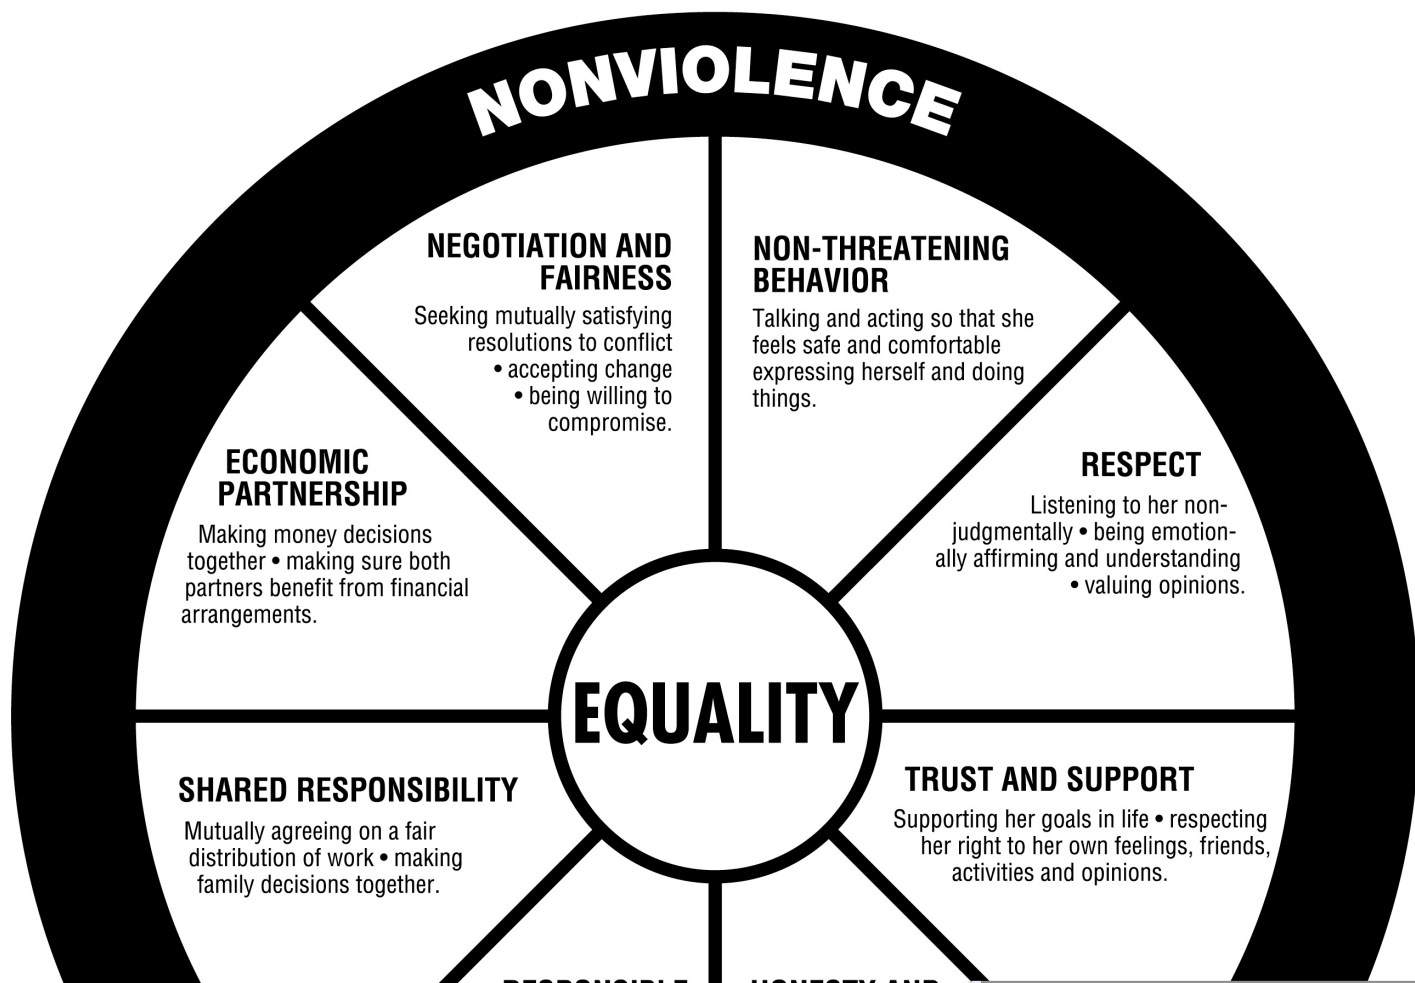 NONVIOLENCE
NEGOTIATION AND
FAIRNESS
Seeking mutually satisfying
resolutions to conflict
• accepting change
• being willing to
compromise.
NON-THREATENING
BEHAVIOR
Talking and acting so that she
feels safe and comfortable
expressing herself and doing
things.
ECONOMIC
PARTNERSHIP
Making money decisions
together • making sure both
partners benefit from financial
arrangements.
RESPECT
Listening to her non-
judgmentally • being emotion-
ally affirming and understanding
• valuing opinions.
EQUALITY
SHARED RESPONSIBILITY
Mutually agreeing on a fair
distribution of work • making
family decisions together.
TRUST AND SUPPORT
Supporting her goals in life • respecting
her right to her own feelings, friends,
activities and opinions.
RESPONSIBLE
HONESTY AND